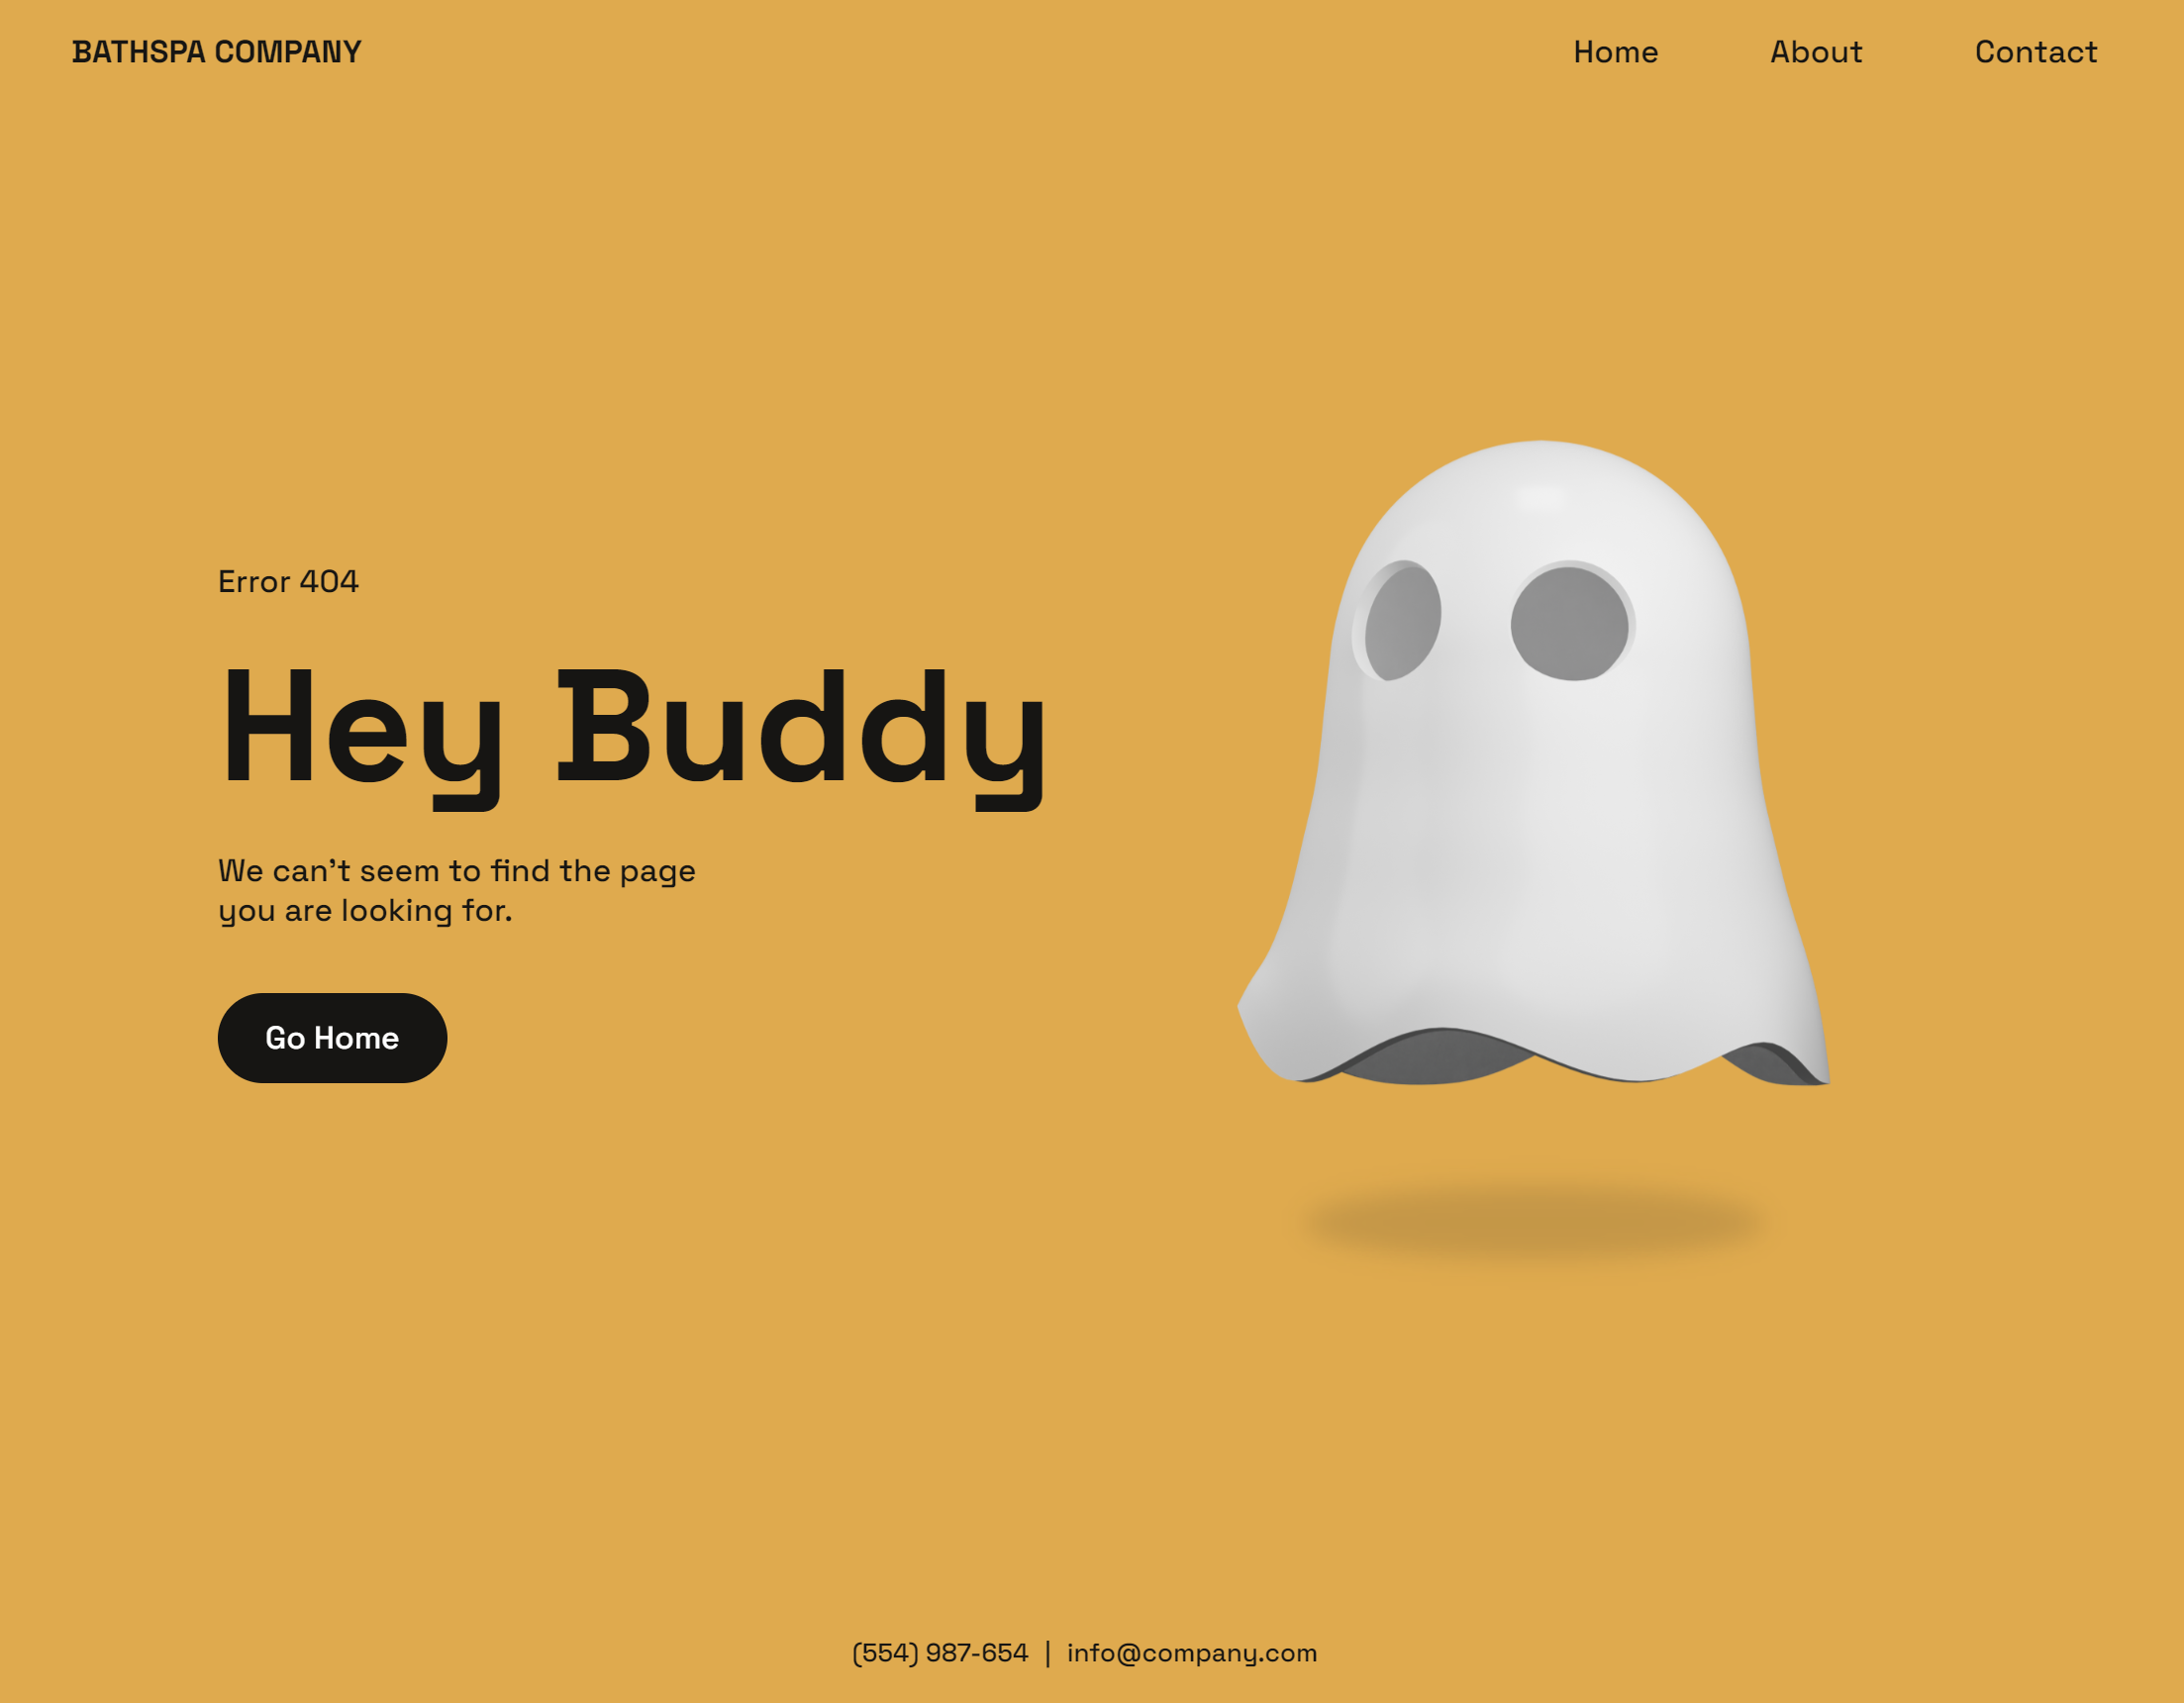 BATHSPA COMPANY
Home About Contact
Error 404
Hey Buddy
We can't seem to find the page
you are looking for.
Go Home
(554) 987-654 | info@company.com